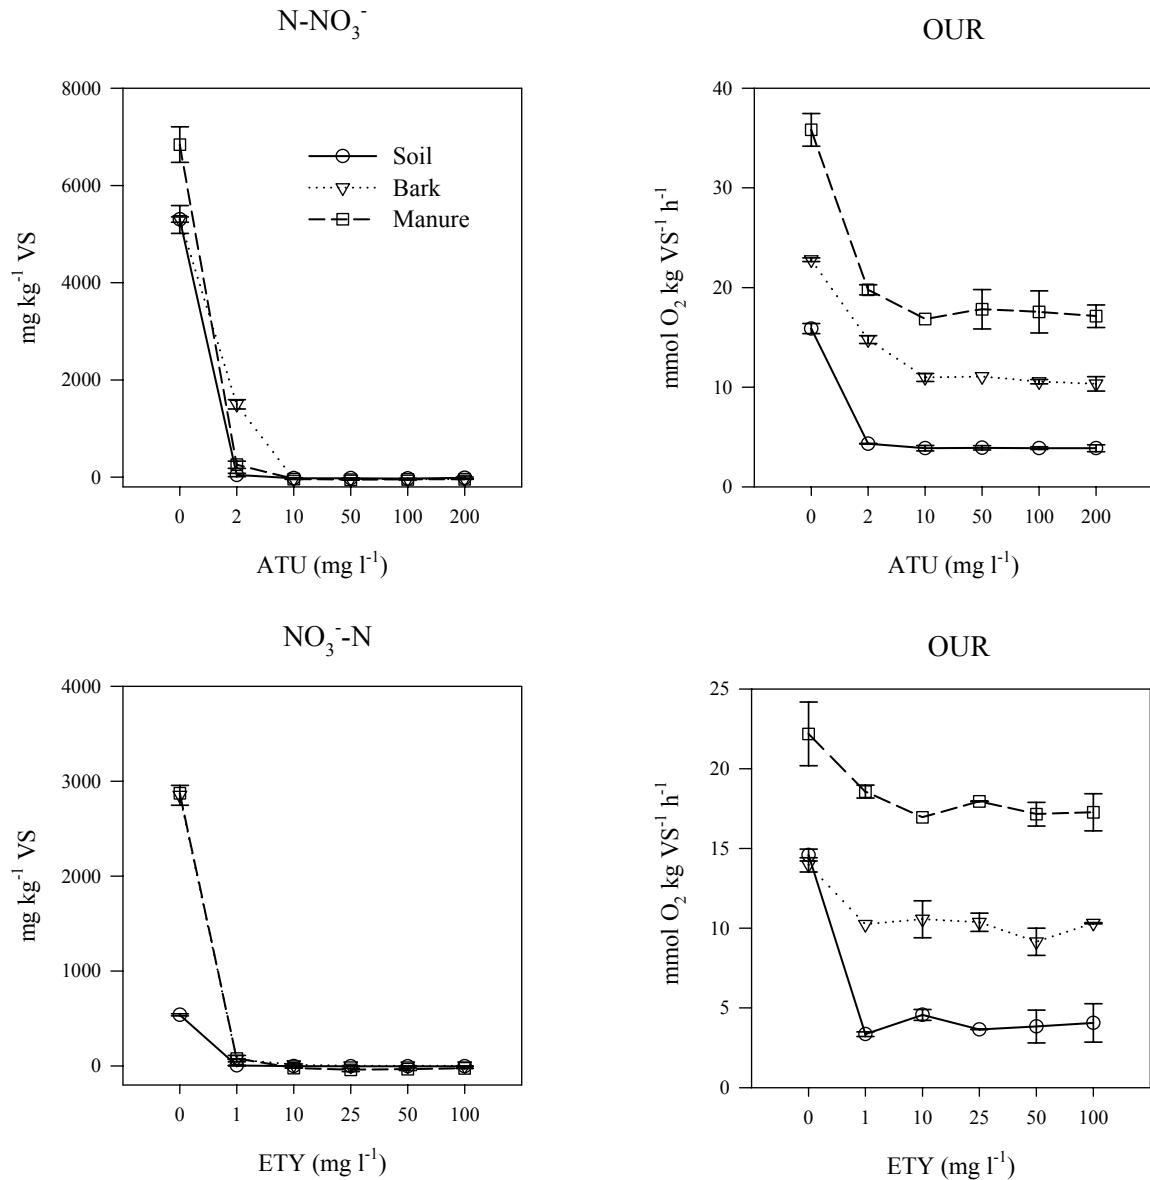 N-NO₃⁻
8000
6000
4000
2000
0
mg kg⁻¹ VS
Soil
Bark
Manure
0 2 10 50 100 200
ATU (mg l⁻¹)
OUR
40
30
20
10
0
mmol O₂ kg VS⁻¹ h⁻¹
0 2 10 50 100 200
ATU (mg l⁻¹)
NO₃⁻-N
4000
3000
2000
1000
0
mg kg⁻¹ VS
0 1 10 25 50 100
ETY (mg l⁻¹)
OUR
25
20
15
10
5
0
mmol O₂ kg VS⁻¹ h⁻¹
0 1 10 25 50 100
ETY (mg l⁻¹)